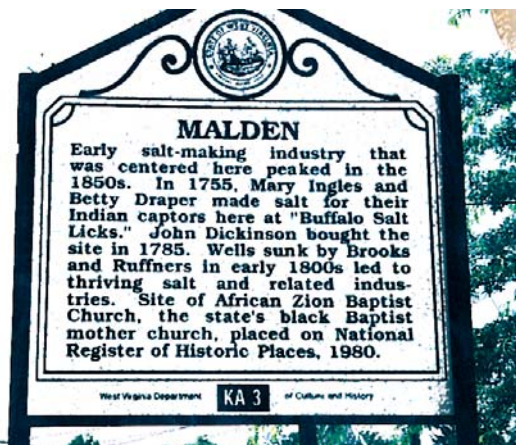 STATE OF WEST VIRGINIA
MALDEN
Early salt-making industry that
was centered here peaked in the
1850s. In 1755, Mary Ingles and
Betty Draper made salt for their
Indian captors here at "Buffalo Salt
Licks." John Dickinson bought the
site in 1785. Wells sunk by Brooks
and Ruffners in early 1800s led to
thriving salt and related indus-
tries. Site of African Zion Baptist
Church, the state's black Baptist
mother church, placed on National
Register of Historic Places, 1980.
West Virginia Department KA 3 of Culture and History